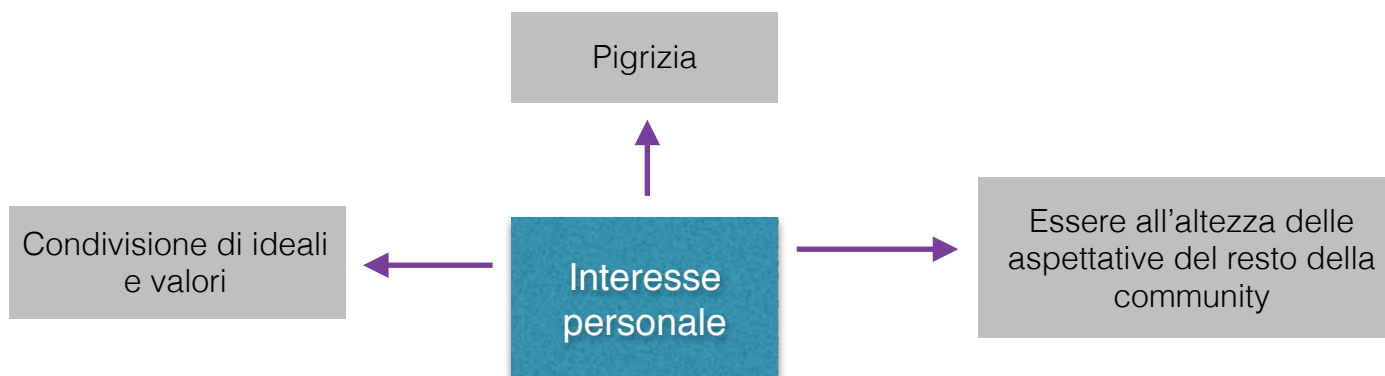 Pigrizia
Condivisione di ideali
e valori
Interesse
personale
Essere all’altezza delle
aspettative del resto della
community